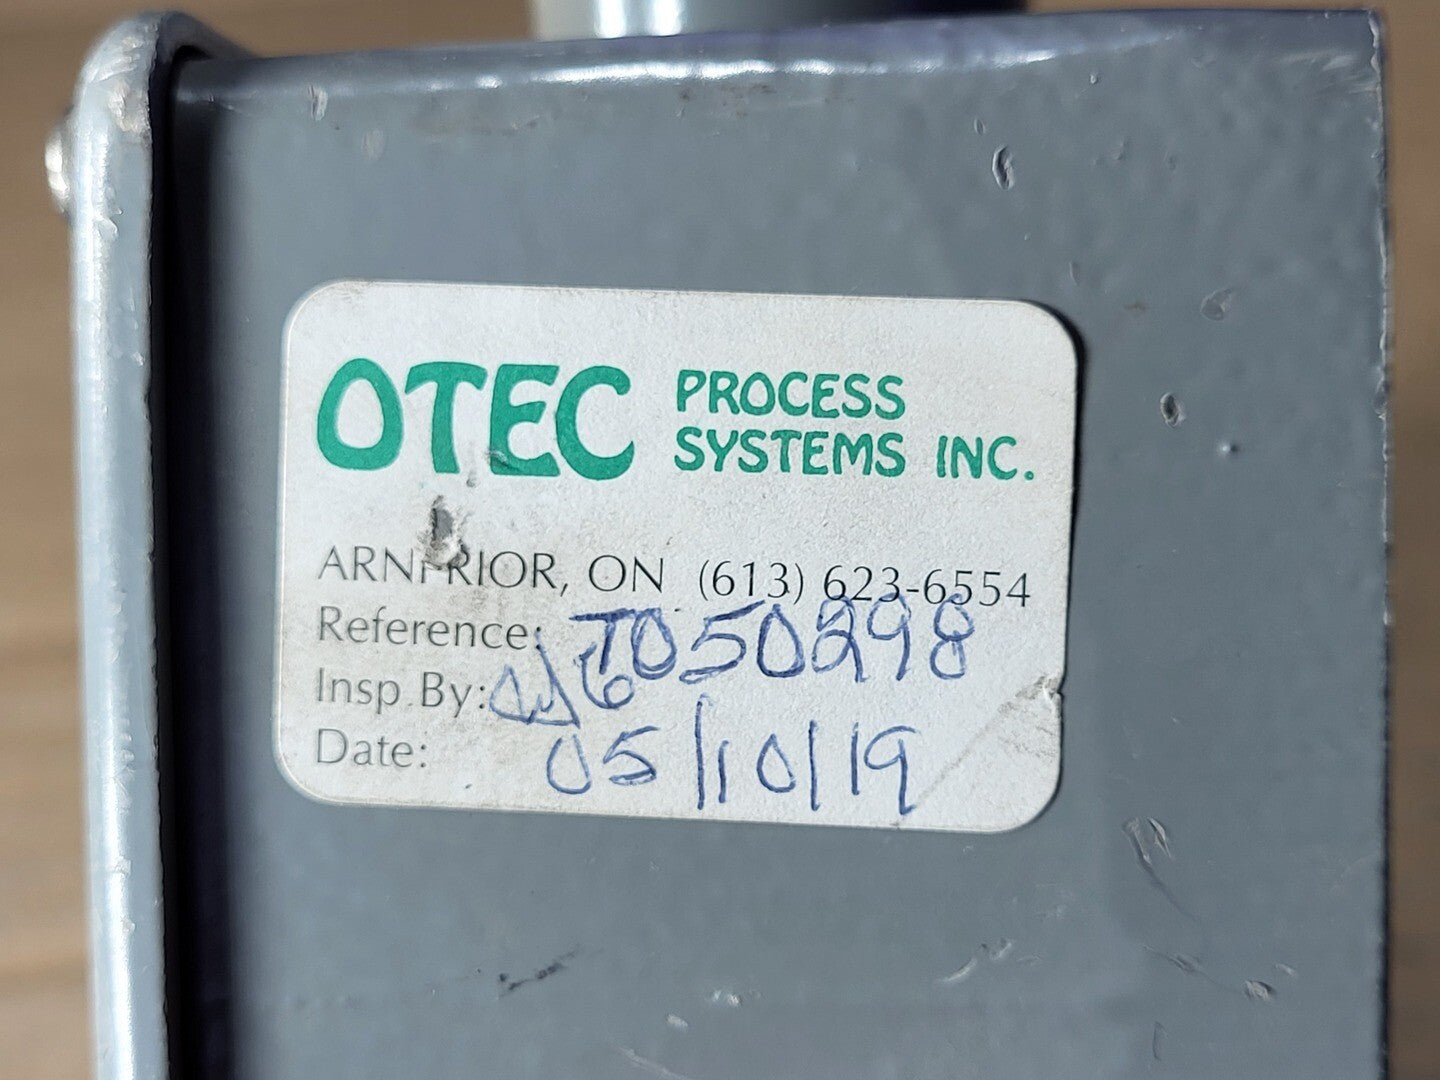 OTEC PROCESS
SYSTEMS INC.
ARNPRIOR, ON (613) 623-6554
Reference: T050298
Insp. By:
Date: 05/10/19